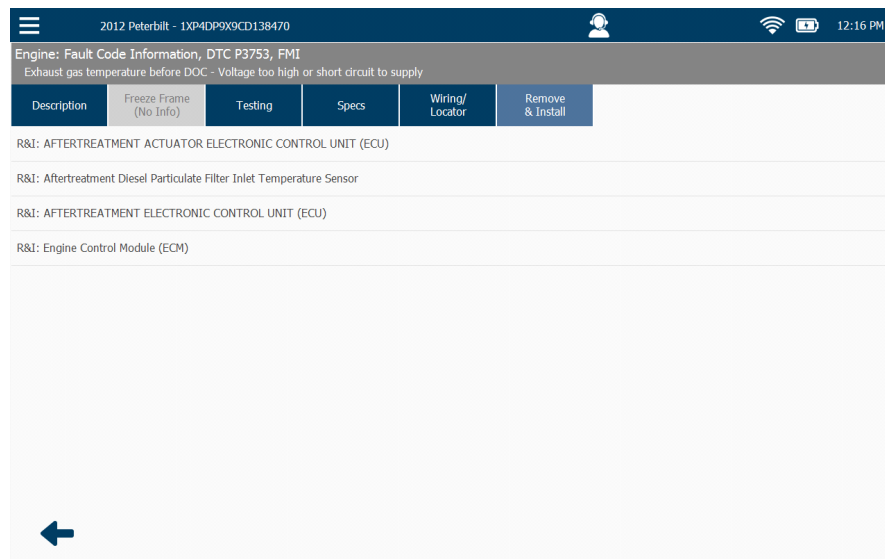 2012 Peterbilt - 1XP4DP9X9CD138470
12:16 PM
Engine: Fault Code Information, DTC P3753, FMI
Exhaust gas temperature before DOC - Voltage too high or short circuit to supply
Description
Freeze Frame
(No Info)
Testing
Specs
Wiring/
Locator
Remove
& Install
R&I: AFTERTREATMENT ACTUATOR ELECTRONIC CONTROL UNIT (ECU)
R&I: Aftertreatment Diesel Particulate Filter Inlet Temperature Sensor
R&I: AFTERTREATMENT ELECTRONIC CONTROL UNIT (ECU)
R&I: Engine Control Module (ECM)